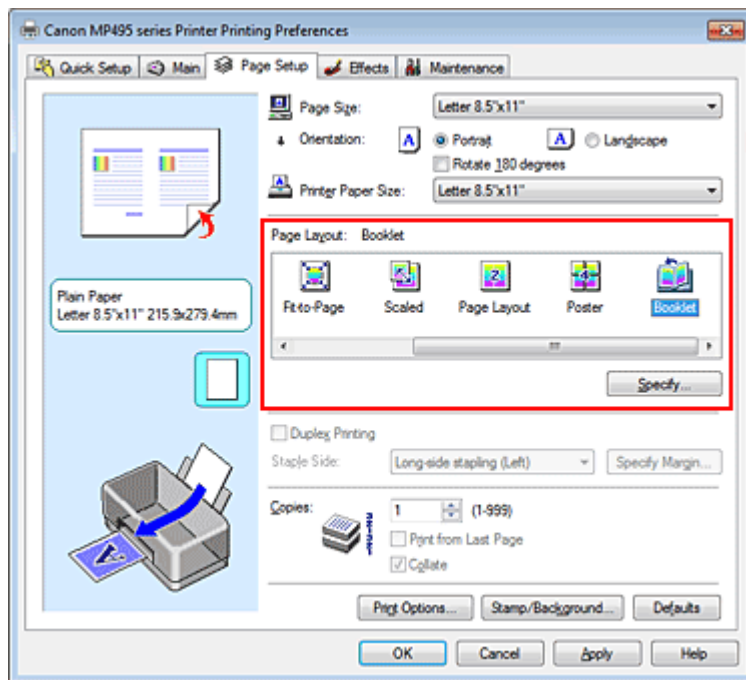 Canon MP495 series Printer Printing Preferences
Quick Setup Main Page Setup Effects Maintenance
Page Size: Letter 8.5"x11"
Orientation: A Portrait A Landscape
Rotate 180 degrees
Printer Paper Size: Letter 8.5"x11"
Page Layout: Booklet
Fit-to-Page Scaled Page Layout Poster Booklet
Plain Paper
Letter 8.5"x11" 215.9x279.4mm
Specify...
Duplex Printing
Staple Side: Long-side stapling (Left) Specify Margin...
Copies: 1 (1-999)
Print from Last Page
Collate
Print Options... Stamp/Background... Defaults
OK Cancel Apply Help